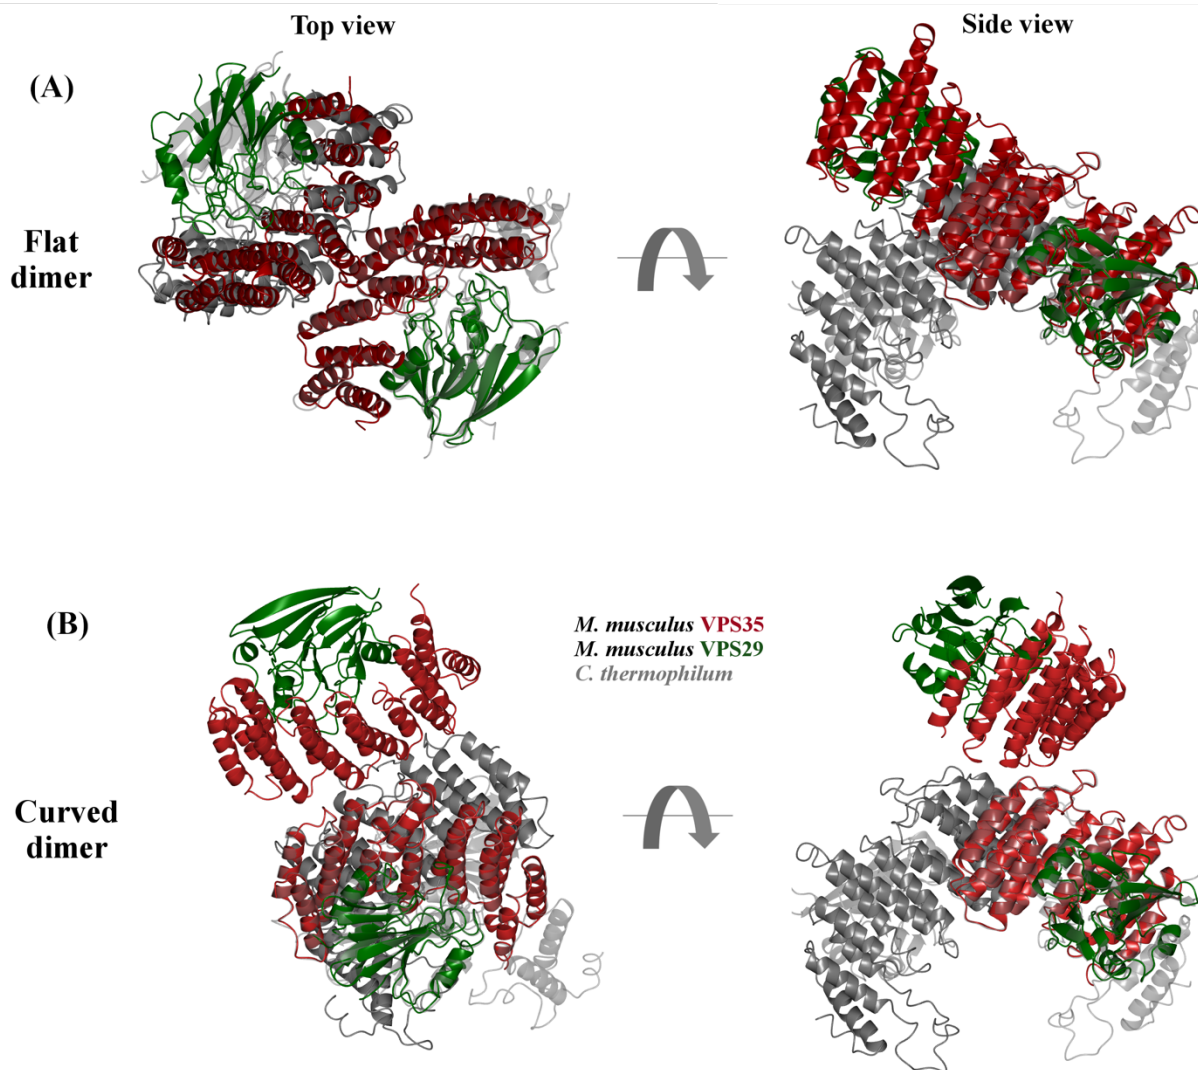 Top view
Side view
(A)
Flat
dimer
(B)
M. musculus VPS35
M. musculus VPS29
C. thermophilum
Curved
dimer